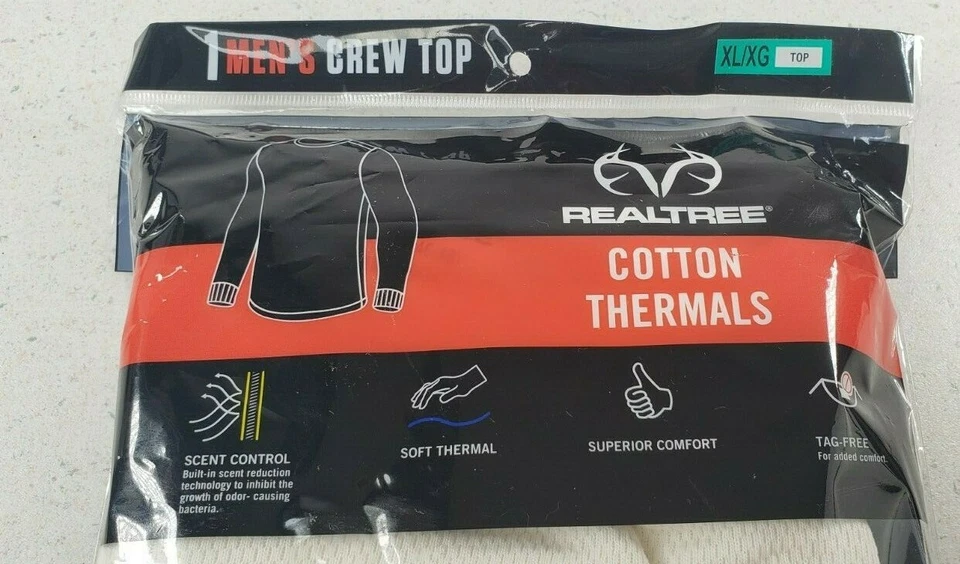 1 MEN'S CREW TOP
XL/XG TOP
REALTREE®
COTTON
THERMALS
SCENT CONTROL
Built-in scent reduction
technology to inhibit the
growth of odor- causing
bacteria.
SOFT THERMAL
SUPERIOR COMFORT
TAG-FREE
For added comfort.